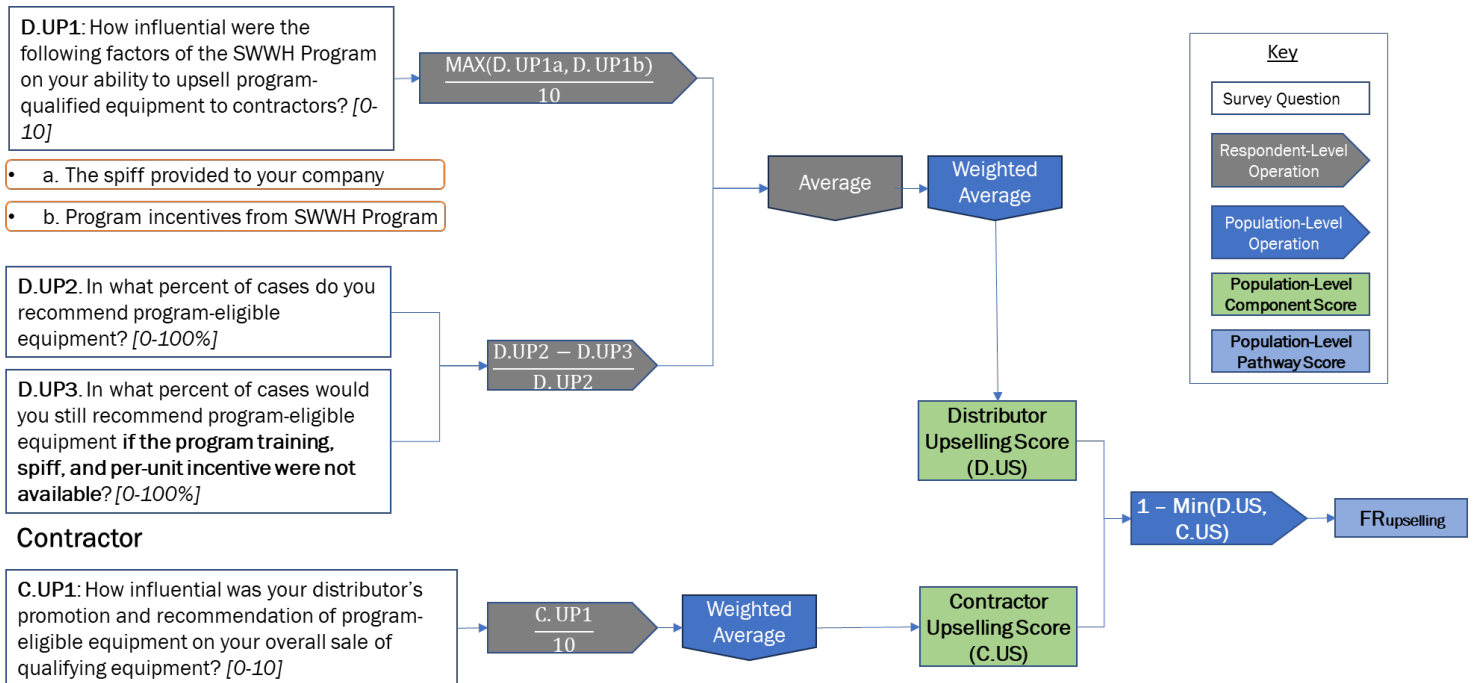 D.UP1: How influential were the
following factors of the SWWH Program
on your ability to upsell program-
qualified equipment to contractors? [0-
10]
• a. The spiff provided to your company
• b. Program incentives from SWWH Program
MAX(D. UP1a, D. UP1b)
10
D.UP2. In what percent of cases do you
recommend program-eligible
equipment? [0-100%]
D.UP3. In what percent of cases would
you still recommend program-eligible
equipment if the program training,
spiff, and per-unit incentive were not
available? [0-100%]
D.UP2 − D.UP3
D. UP2
Average
Weighted
Average
Distributor
Upselling Score
(D.US)
Contractor
C.UP1: How influential was your distributor's
promotion and recommendation of program-
eligible equipment on your overall sale of
qualifying equipment? [0-10]
C. UP1
10
Weighted
Average
Contractor
Upselling Score
(C.US)
1 – Min(D.US,
C.US)
FRupselling
Key
Survey Question
Respondent-Level
Operation
Population-Level
Operation
Population-Level
Component Score
Population-Level
Pathway Score